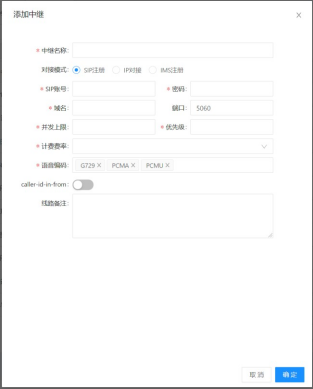 添加中继 ×
* 中继名称:
对接模式: SIP注册 IP对接 IMS注册
* SIP账号: * 密码:
* 域名: 端口: 5060
* 并发上限: * 优先级:
* 计费费率:
* 语音编码: G729 × PCMA × PCMU ×
caller-id-in-from:
线路备注:
取 消 确 定